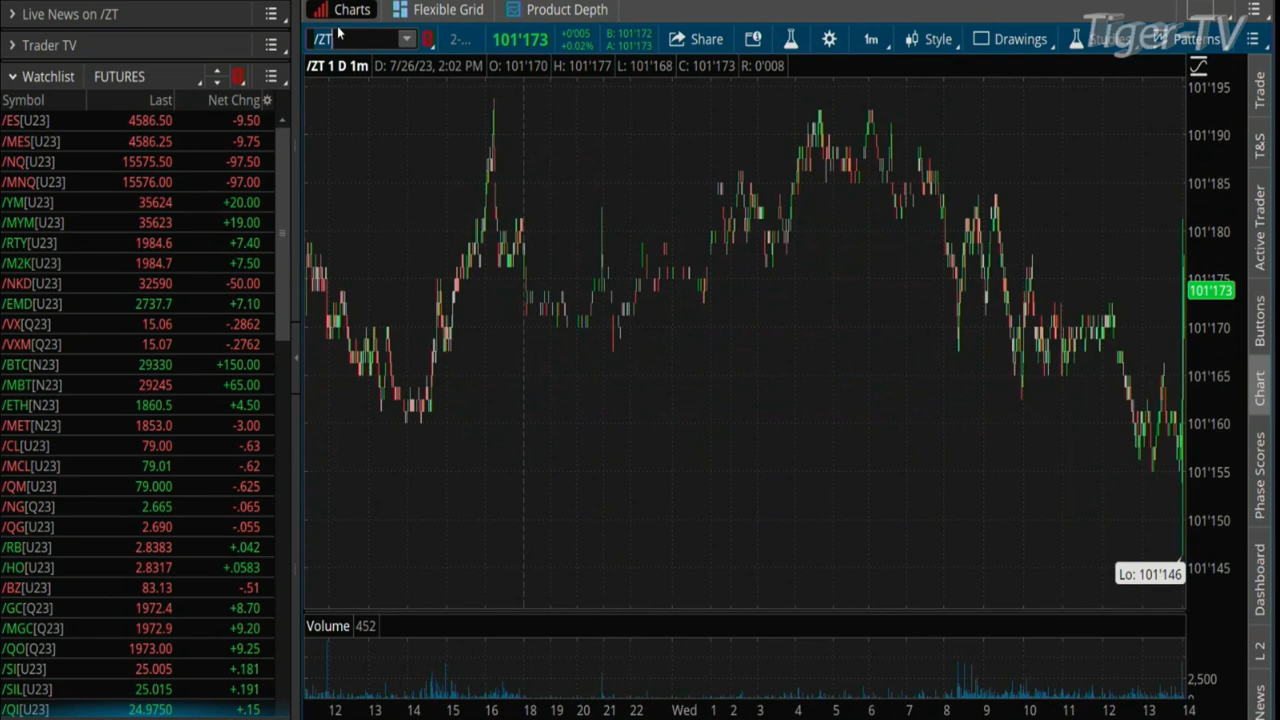 Live News on /ZT
Trader TV
Watchlist FUTURES
Symbol Last Net Chng
/ES[U23] 4586.50 -9.50
/MES[U23] 4586.25 -9.75
/NQ[U23] 15575.50 -97.50
/MNQ[U23] 15576.00 -97.00
/YM[U23] 35624 +20.00
/MYM[U23] 35623 +19.00
/RTY[U23] 1984.6 +7.40
/M2K[U23] 1984.7 +7.50
/NKD[U23] 32590 -50.00
/EMD[U23] 2737.7 +7.10
/VX[Q23] 15.06 -.2862
/VXM[Q23] 15.07 -.2762
/BTC[N23] 29330 +150.00
/MBT[N23] 29245 +65.00
/ETH[N23] 1860.5 +4.50
/MET[N23] 1853.0 -3.00
/CL[U23] 79.00 -.63
/MCL[U23] 79.01 -.62
/QM[U23] 79.000 -.625
/NG[Q23] 2.665 -.065
/QG[U23] 2.690 -.055
/RB[U23] 2.8383 +.042
/HO[U23] 2.8317 +.0583
/BZ[U23] 83.13 -.51
/GC[Q23] 1972.4 +8.70
/MGC[Q23] 1972.9 +9.20
/QO[Q23] 1973.00 +9.25
/SI[U23] 25.005 +.181
/SIL[U23] 25.015 +.191
/QI[U23] 24.9750 +.15
Charts Flexible Grid Product Depth
/ZT 2-... 101'173 +0'005 +0.02% B: 101'172 A: 101'173 Share 1m Style Drawings Studies Patterns
Tiger-TV
/ZT 1 D 1m D: 7/26/23, 2:02 PM O: 101'170 H: 101'177 L: 101'168 C: 101'173 R: 0'008
101'195
101'190
101'185
101'180
101'175
101'173
101'170
101'165
101'160
101'155
101'150
101'145
Lo: 101'146
Volume 452
2,500
12 13 14 15 16 18 19 20 21 22 Wed 1 2 3 4 5 6 7 8 9 10 11 12 13 14
Trade
T&S
Active Trader
Buttons
Chart
Phase Scores
Dashboard
L 2
News